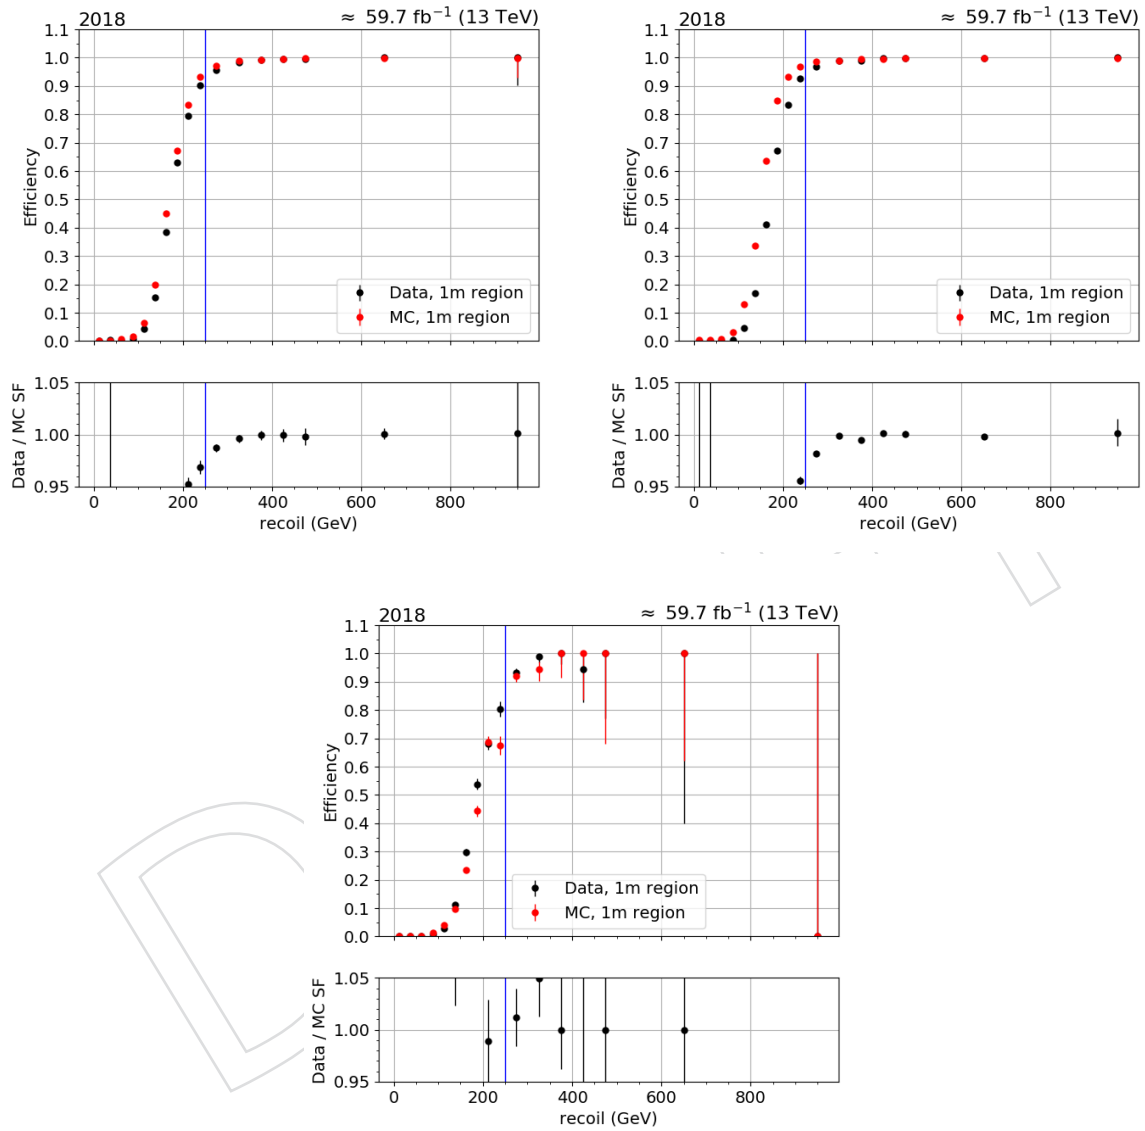 2018 ≈ 59.7 fb⁻¹ (13 TeV)
1.1
1.0
0.9
0.8
0.7
0.6
0.5
0.4
0.3
0.2
0.1
0.0
Efficiency
Data, 1m region
MC, 1m region
1.05
1.00
0.95
Data / MC SF
0 200 400 600 800
recoil (GeV)
2018 ≈ 59.7 fb⁻¹ (13 TeV)
1.1
1.0
0.9
0.8
0.7
0.6
0.5
0.4
0.3
0.2
0.1
0.0
Efficiency
Data, 1m region
MC, 1m region
1.05
1.00
0.95
Data / MC SF
0 200 400 600 800
recoil (GeV)
2018 ≈ 59.7 fb⁻¹ (13 TeV)
1.1
1.0
0.9
0.8
0.7
0.6
0.5
0.4
0.3
0.2
0.1
0.0
Efficiency
Data, 1m region
MC, 1m region
1.05
1.00
0.95
Data / MC SF
0 200 400 600 800
recoil (GeV)